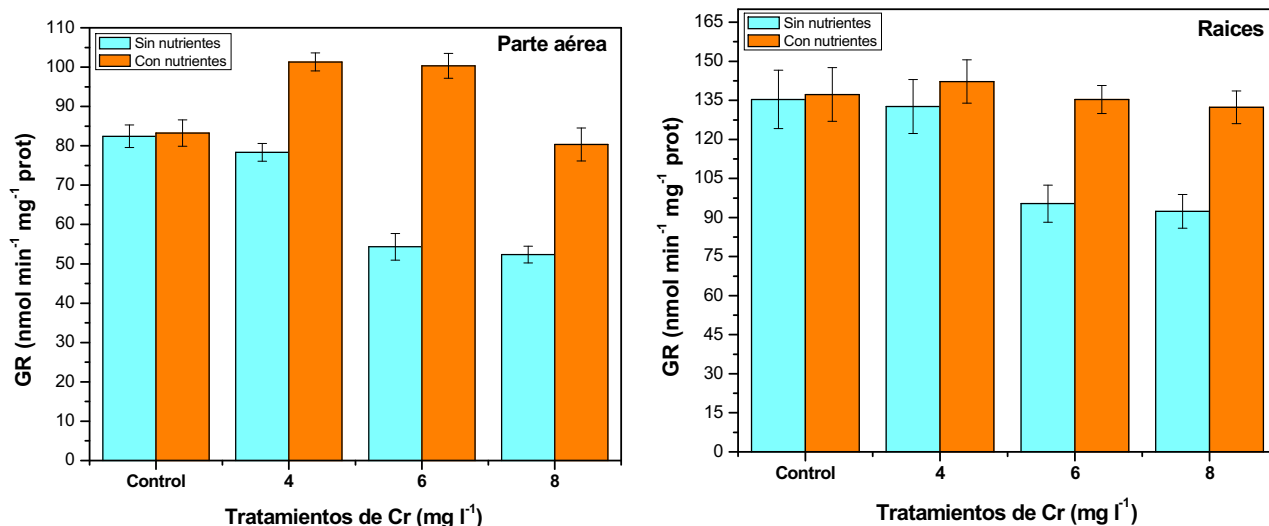 Sin nutrientes
Con nutrientes
Parte aérea
GR (nmol min⁻¹ mg⁻¹ prot)
110
100
90
80
70
60
50
40
30
20
10
0
Control 4 6 8
Tratamientos de Cr (mg l⁻¹)
Sin nutrientes
Con nutrientes
Raices
GR (nmol min⁻¹ mg⁻¹ prot)
165
150
135
120
105
90
75
60
45
30
15
0
Control 4 6 8
Tratamientos de Cr (mg l⁻¹)